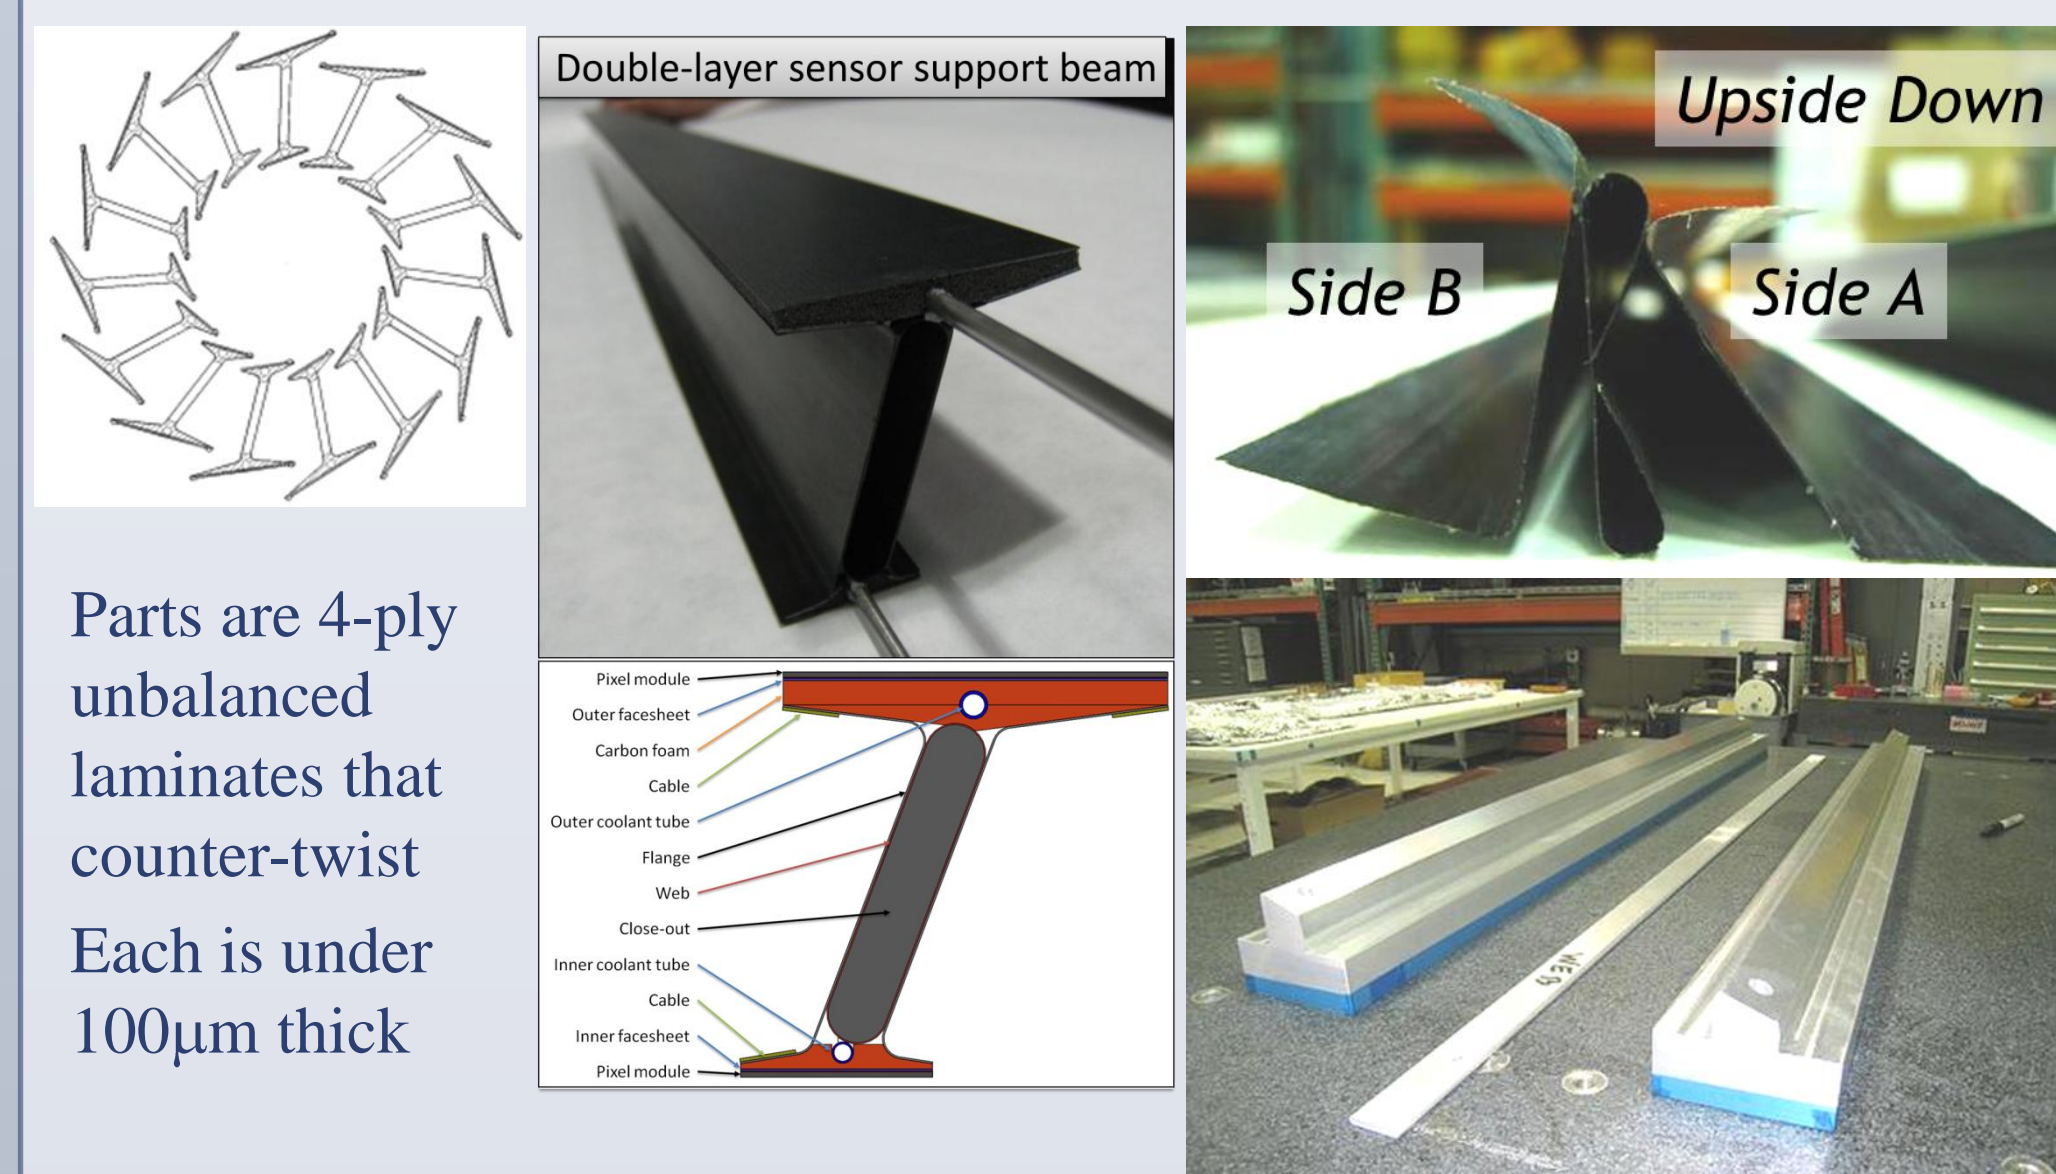 Double-layer sensor support beam
Upside Down
Side B
Side A
Parts are 4-ply
unbalanced
laminates that
counter-twist
Each is under
100μm thick
Pixel module
Outer facesheet
Carbon foam
Cable
Outer coolant tube
Flange
Web
Close-out
Inner coolant tube
Cable
Inner facesheet
Pixel module
WEB